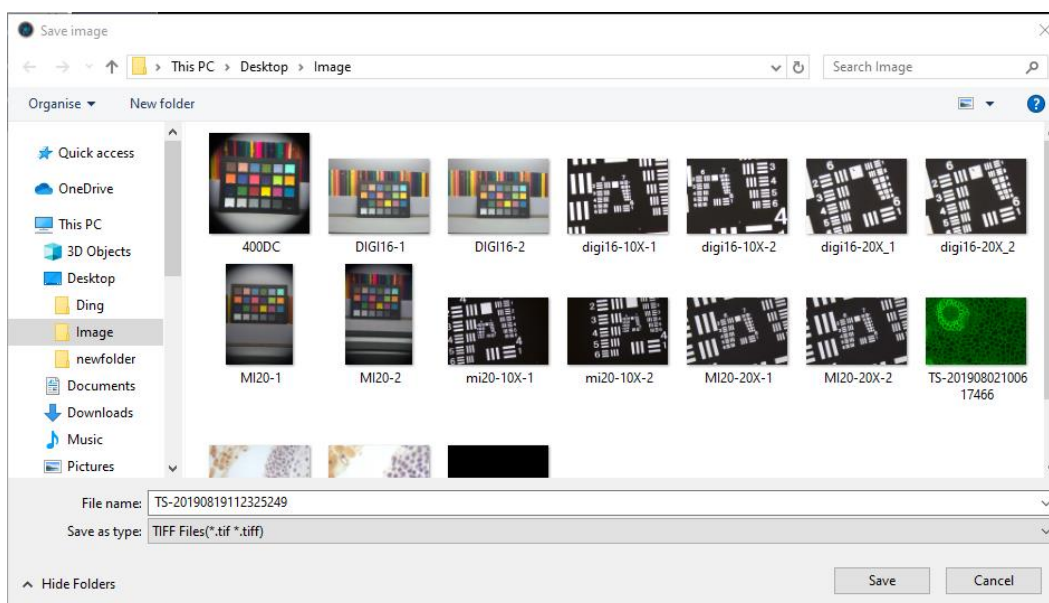 Save image
This PC > Desktop > Image
Search Image
Organise
New folder
Quick access
OneDrive
This PC
3D Objects
Desktop
Ding
Image
newfolder
Documents
Downloads
Music
Pictures
400DC
DIGI16-1
DIGI16-2
digi16-10X-1
digi16-10X-2
digi16-20X_1
digi16-20X_2
MI20-1
MI20-2
mi20-10X-1
mi20-10X-2
MI20-20X-1
MI20-20X-2
TS-201908021006
17466
File name: TS-20190819112325249
Save as type: TIFF Files(*.tif *.tiff)
Hide Folders
Save
Cancel